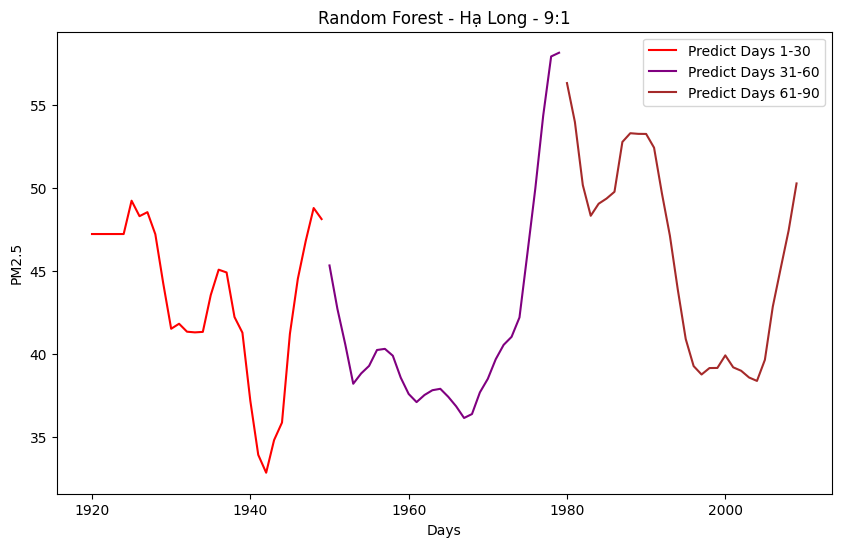 Random Forest - Hạ Long - 9:1
Predict Days 1-30
Predict Days 31-60
Predict Days 61-90
PM2.5
55
50
45
40
35
1920
1940
1960
1980
2000
Days